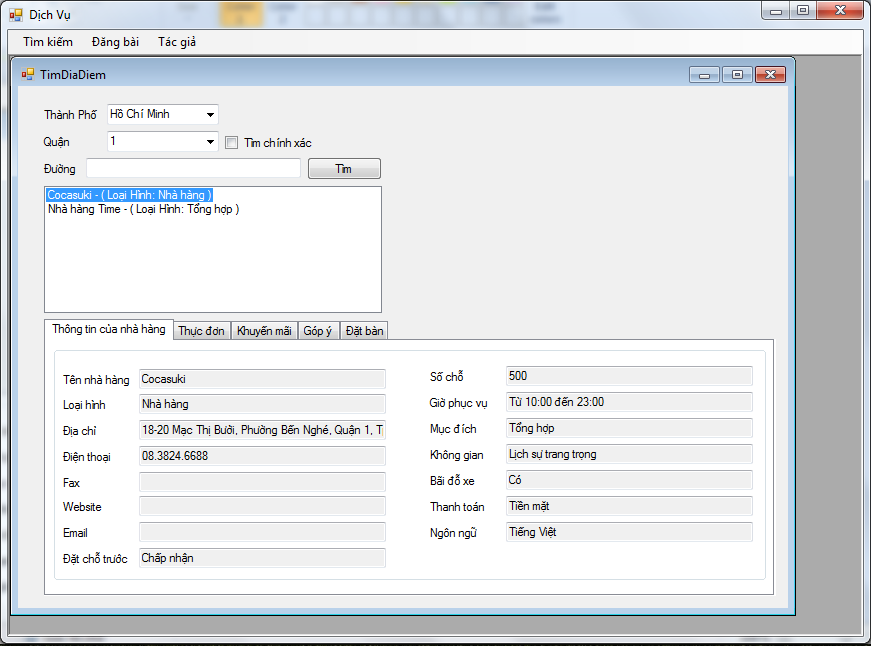 Dịch Vụ
Tìm kiếm Đăng bài Tác giả
TimDiaDiem
Thành Phố Hồ Chí Minh
Quận 1 Tìm chính xác
Đường Tìm
Cocasuki - ( Loại Hình: Nhà hàng )
Nhà hàng Time - ( Loại Hình: Tổng hợp )
Thông tin của nhà hàng Thực đơn Khuyến mãi Góp ý Đặt bàn
Tên nhà hàng Cocasuki
Loại hình Nhà hàng
Địa chỉ 18-20 Mạc Thị Bưởi, Phường Bến Nghé, Quận 1, T
Điện thoại 08.3824.6688
Fax
Website
Email
Đặt chỗ trước Chấp nhận
Số chỗ 500
Giờ phục vụ Từ 10:00 đến 23:00
Mục đích Tổng hợp
Không gian Lịch sự trang trọng
Bãi đỗ xe Có
Thanh toán Tiền mặt
Ngôn ngữ Tiếng Việt